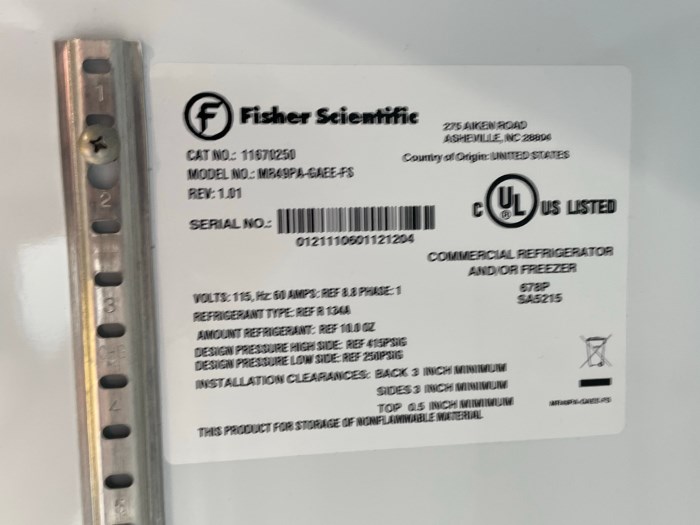 Fisher Scientific
275 AIKEN ROAD
ASHEVILLE, NC 28804
Country of Origin: UNITED STATES
CAT NO.: 11670250
MODEL NO.: MR49PA-GAEE-FS
REV: 1.01
SERIAL NO.:
0121110601121204
C UL ® US LISTED
COMMERCIAL REFRIGERATOR
AND/OR FREEZER
678P
SA5215
VOLTS: 115, Hz: 60 AMPS: REF 8.8 PHASE: 1
REFRIGERANT TYPE: REF R 134A
AMOUNT REFRIGERANT: REF 10.0 OZ
DESIGN PRESSURE HIGH SIDE: REF 415PSIG
DESIGN PRESSURE LOW SIDE: REF 250PSIG
INSTALLATION CLEARANCES: BACK 3 INCH MINIMUM
SIDES 3 INCH MINIMUM
TOP 0.5 INCH MINIMUM
MR49PA-GAEE-FS
THIS PRODUCT FOR STORAGE OF NONFLAMMABLE MATERIAL
1
2
3
4
5